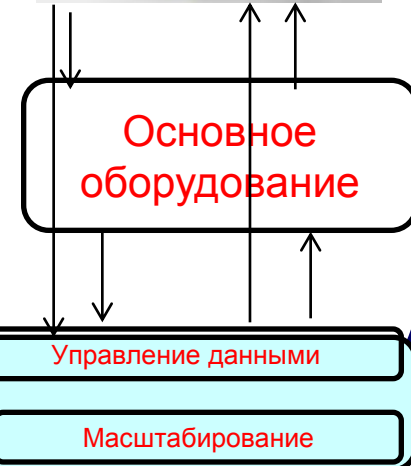 Основное
оборудование
Управление данными
Масштабирование